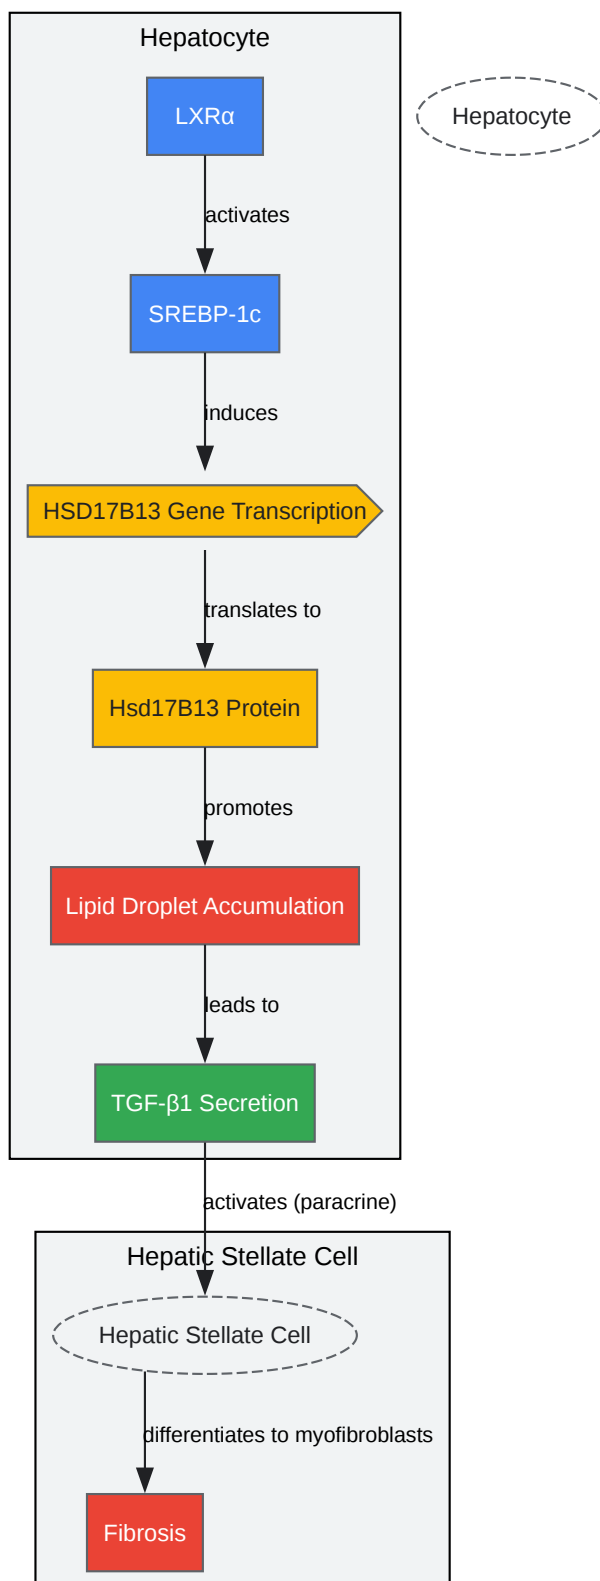 Hepatocyte
LXRα
Hepatocyte
activates
SREBP-1c
induces
HSD17B13 Gene Transcription
translates to
Hsd17B13 Protein
promotes
Lipid Droplet Accumulation
leads to
TGF-β1 Secretion
activates (paracrine)
Hepatic Stellate Cell
Hepatic Stellate Cell
differentiates to myofibroblasts
Fibrosis